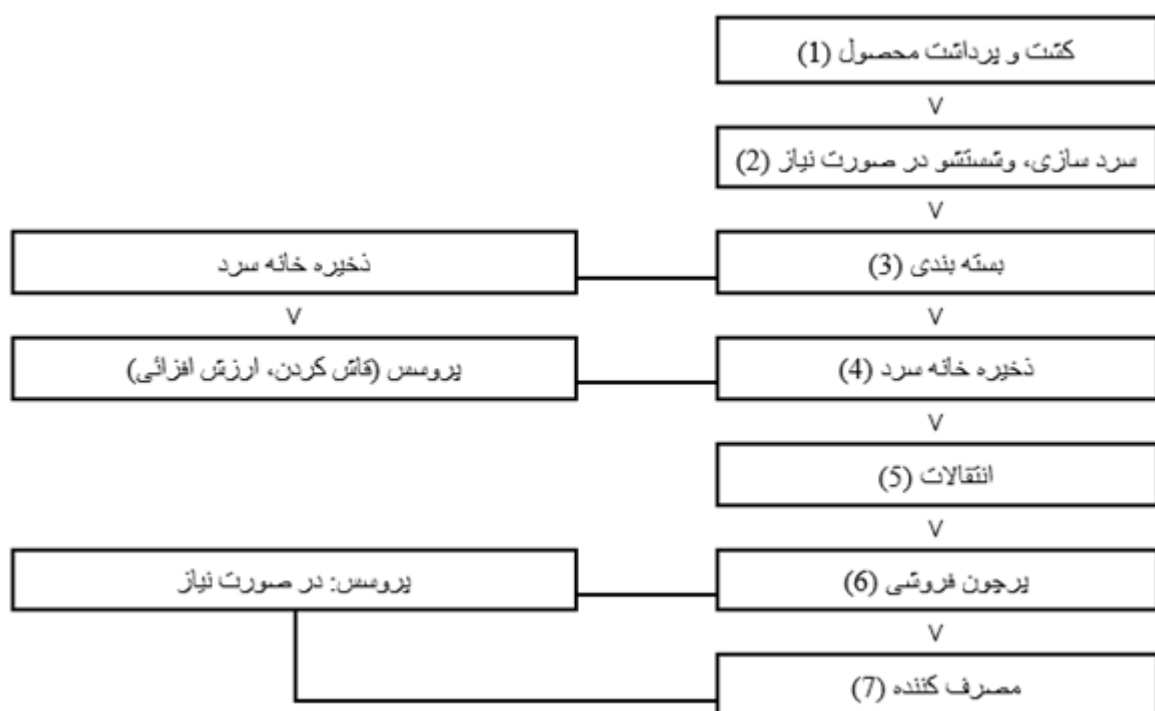 کشت و برداشت محصول (1)
سرد سازی، وشستشو در صورت نیاز (2)
بسته بندی (3)
ذخیره خانه سرد
ذخیره خانه سرد (4)
پروسس (قاش کردن، ارزش افزائی)
انتقالات (5)
پرچون فروشی (6)
پروسس: در صورت نیاز
مصرف کننده (7)